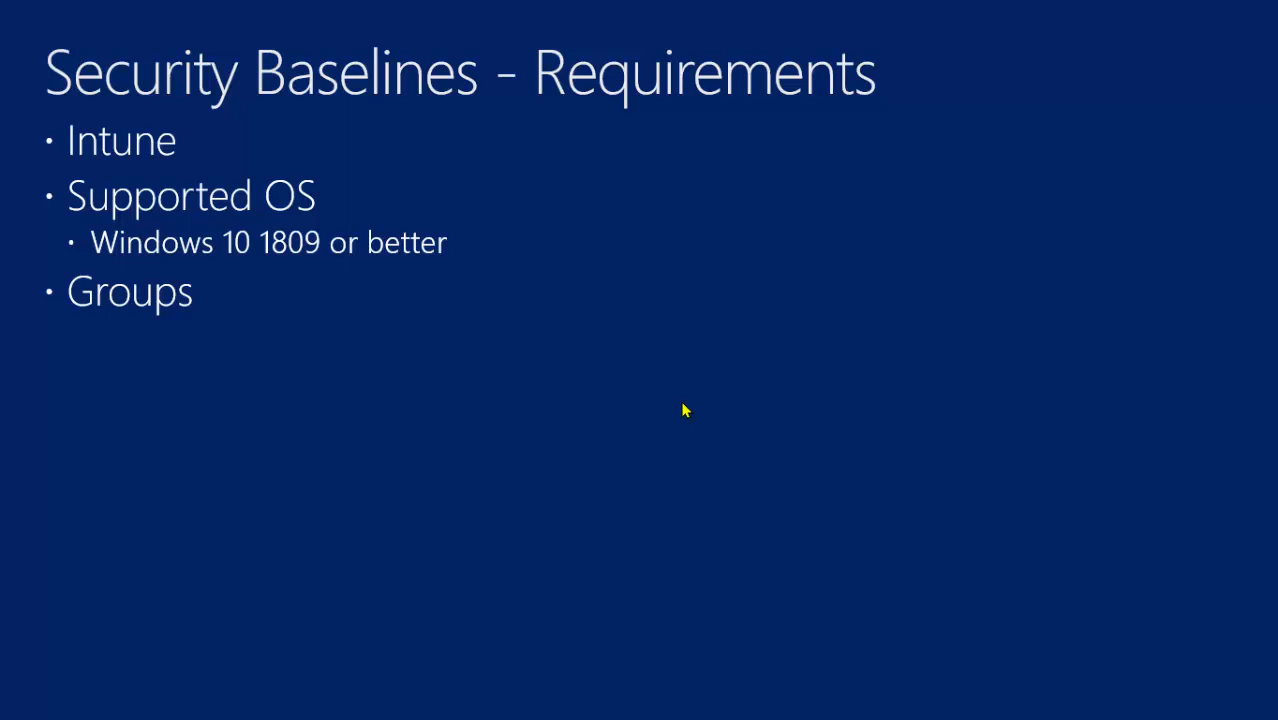 Security Baselines - Requirements
• Intune
• Supported OS
• Windows 10 1809 or better
• Groups